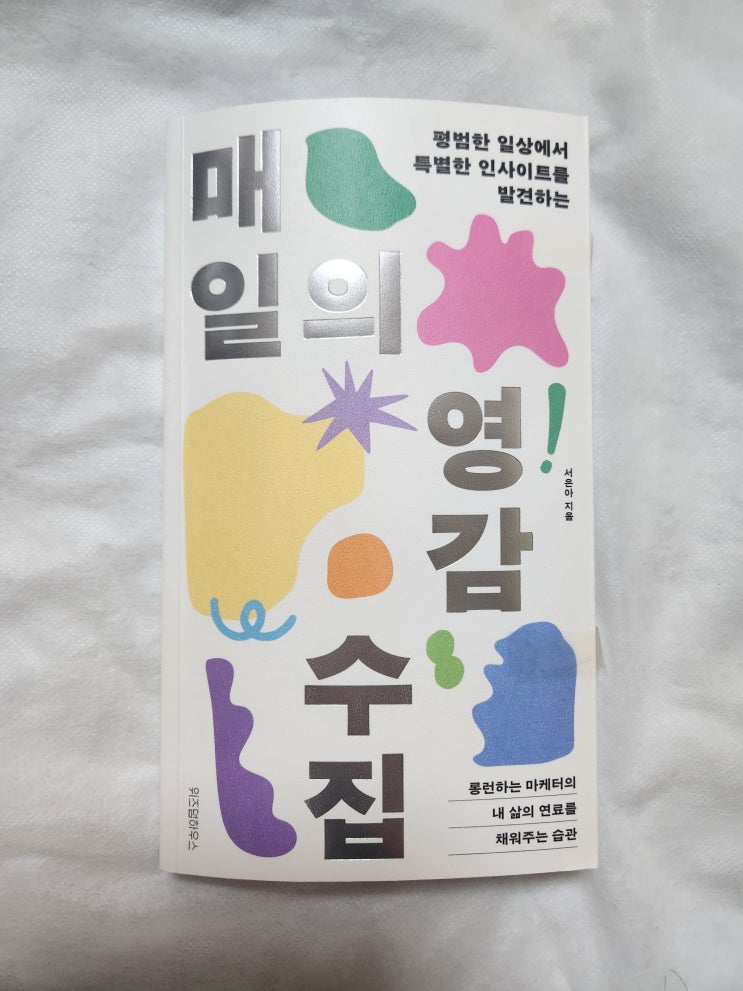 평범한 일상에서
특별한 인사이트를
발견하는
매
일의
영
감
수
집
!
서은아 지음
롱런하는 마케터의
내 삶의 연료를
채워주는 습관
위즈덤하우스